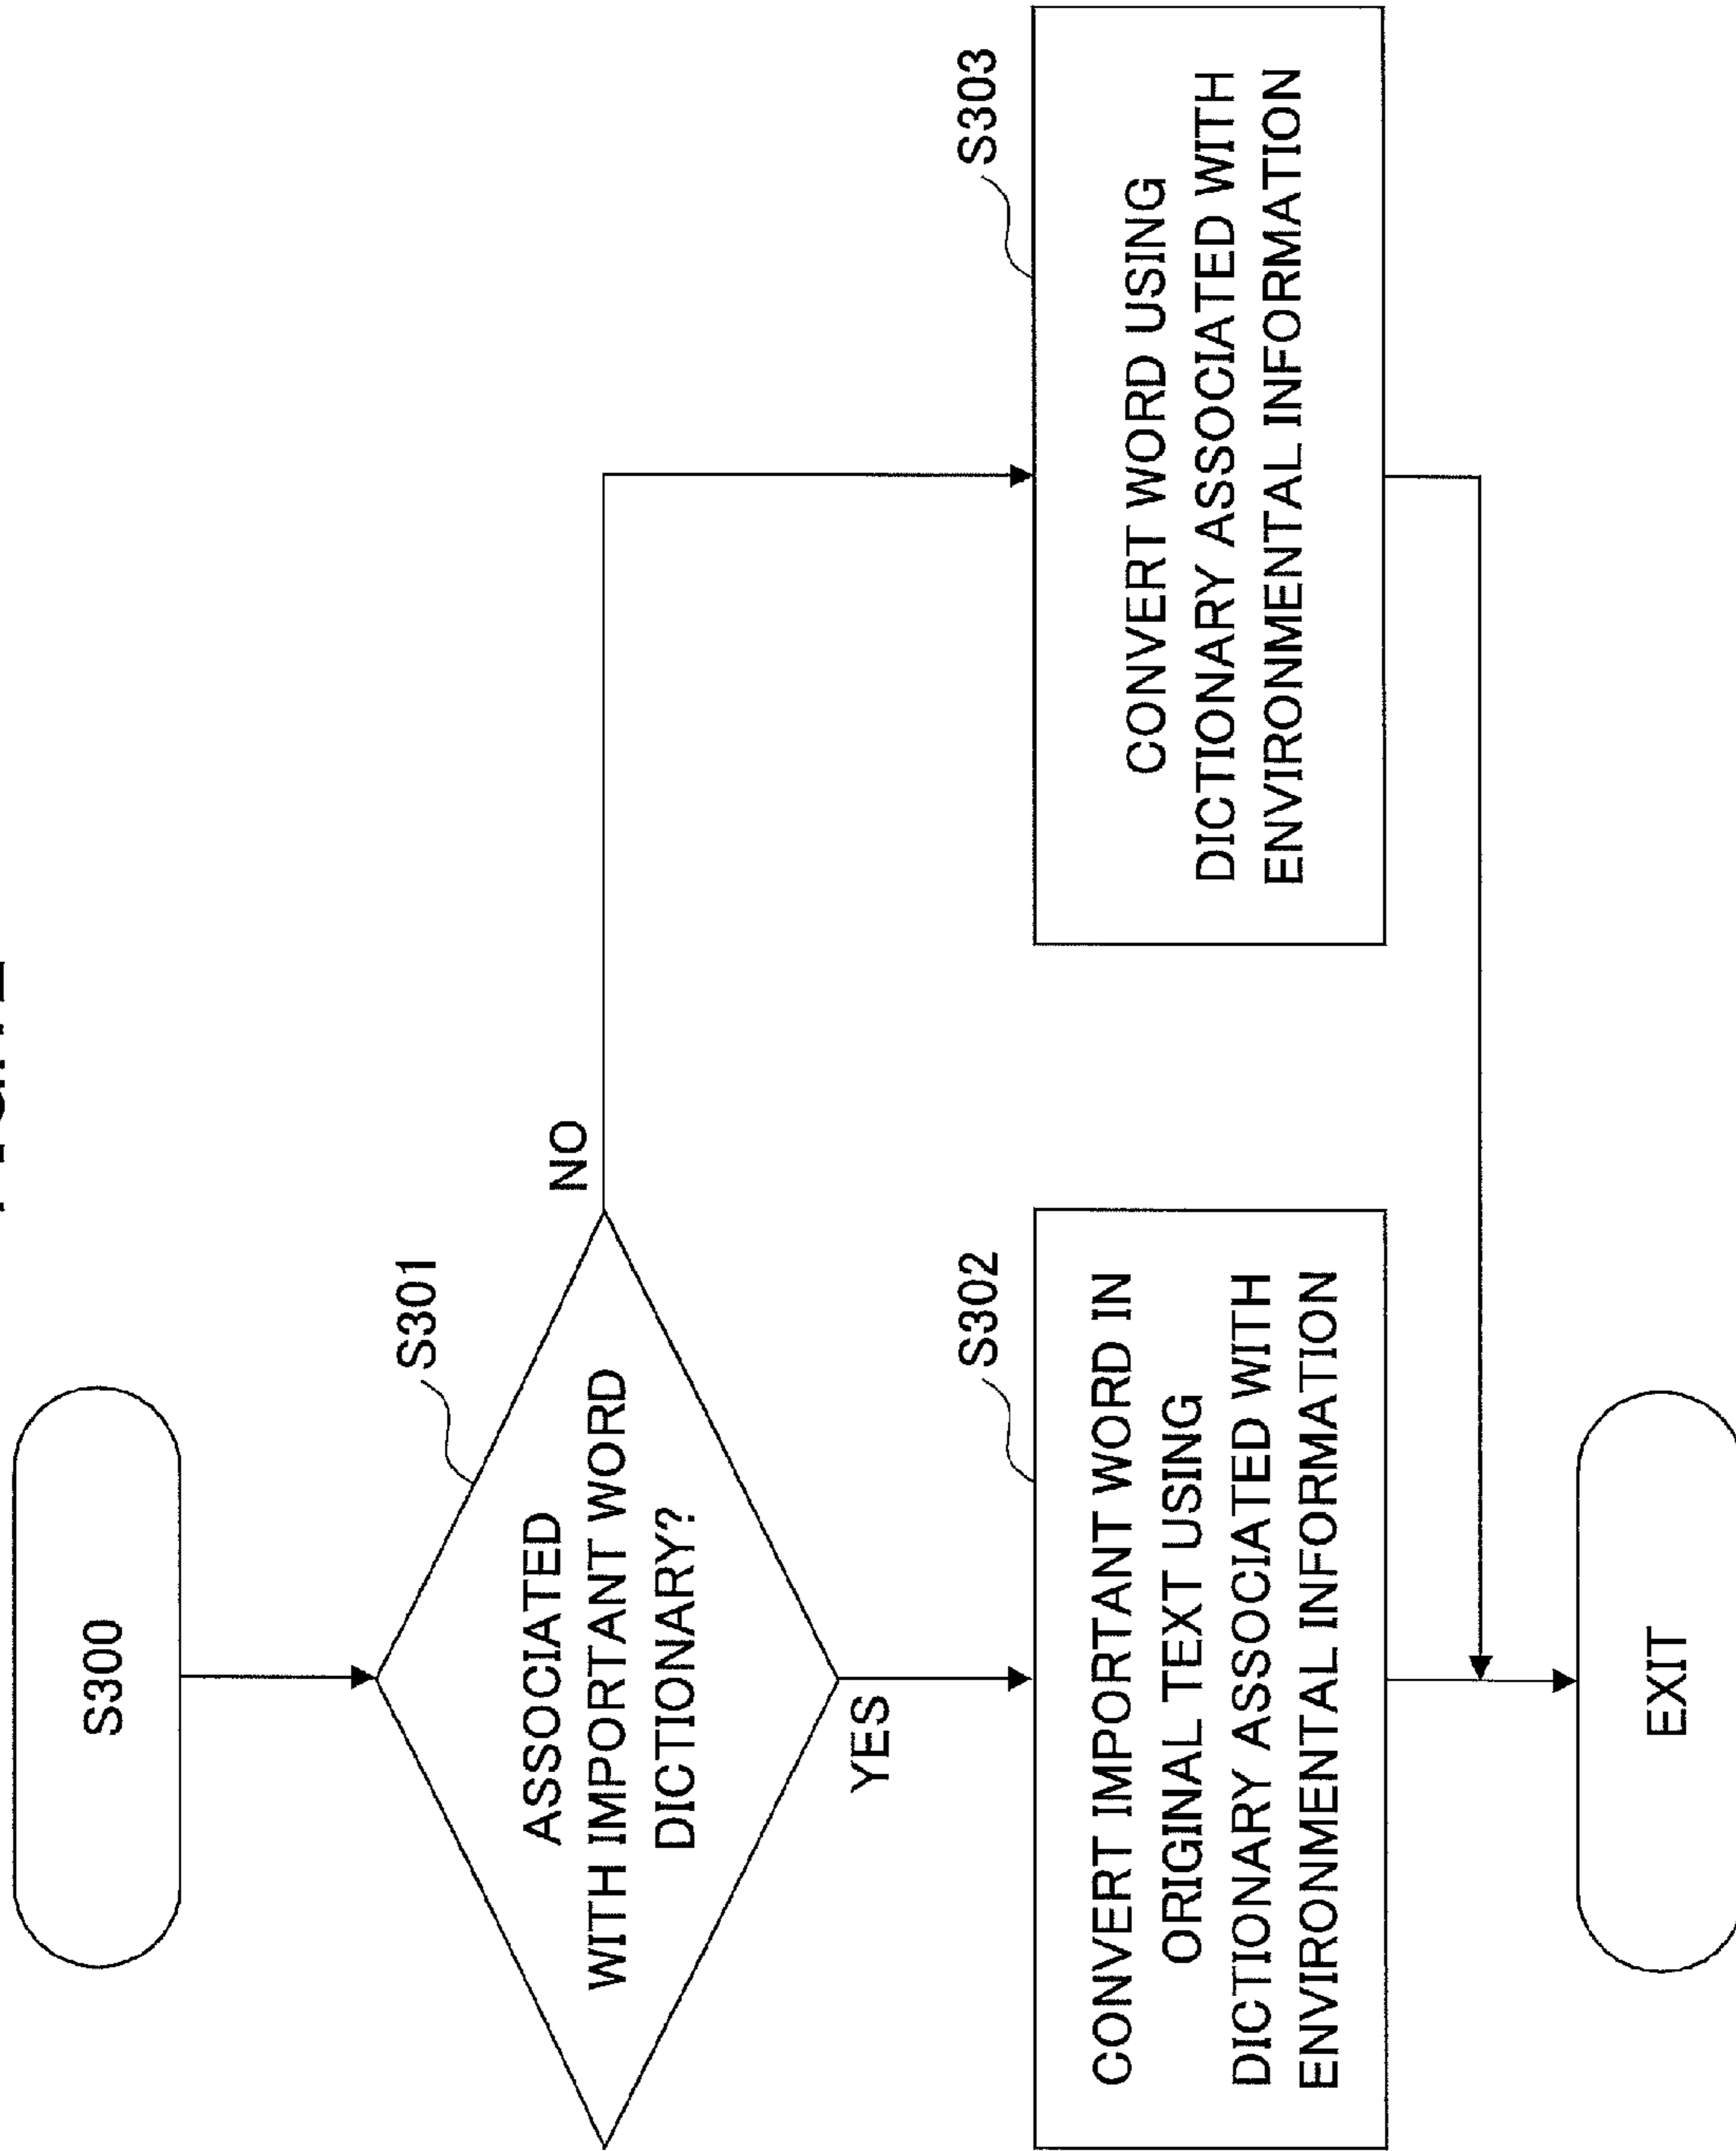 S300
S301
ASSOCIATED
WITH IMPORTANT WORD
DICTIONARY?
NO
YES
S302
CONVERT IMPORTANT WORD IN
ORIGINAL TEXT USING
DICTIONARY ASSOCIATED WITH
ENVIRONMENTAL INFORMATION
S303
CONVERT WORD USING
DICTIONARY ASSOCIATED WITH
ENVIRONMENTAL INFORMATION
EXIT